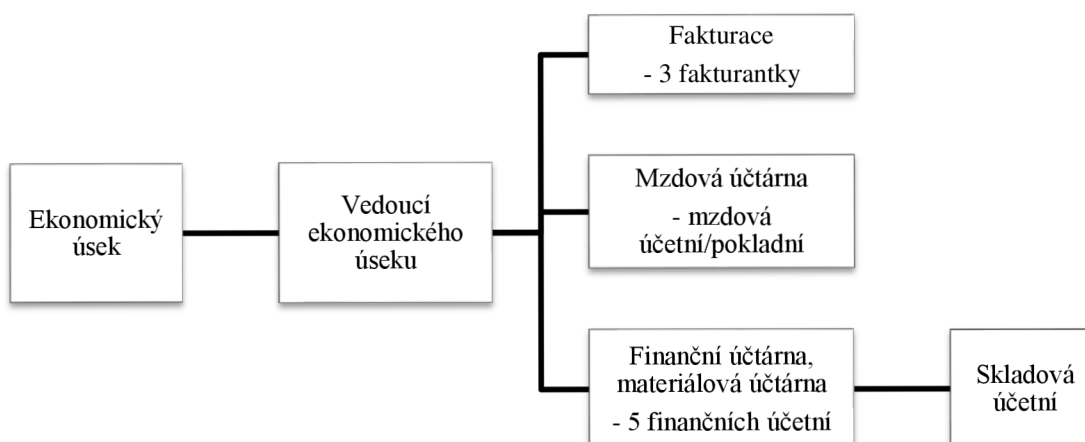 Ekonomický
úsek
Vedoucí
ekonomického
úseku
Fakturace
- 3 fakturantky
Mzdová účtárna
- mzdová
účetní/pokladní
Finanční účtárna,
materiálová účtárna
- 5 finančních účetní
Skladová
účetní